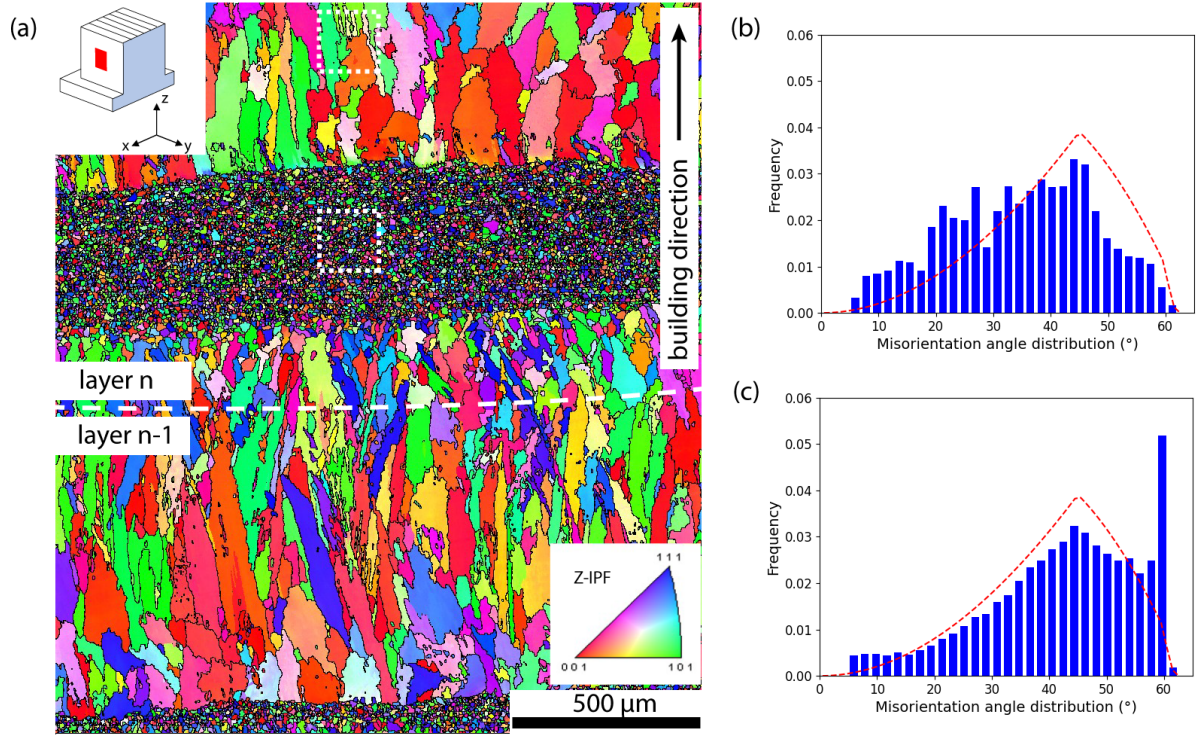 (a)
z
x
y
building direction
layer n
layer n-1
Z-IPF
1 1 1
0 0 1
1 0 1
500 µm
(b)
0.06
0.05
0.04
0.03
0.02
0.01
0.00
Frequency
0 10 20 30 40 50 60
Misorientation angle distribution (°)
(c)
0.06
0.05
0.04
0.03
0.02
0.01
0.00
Frequency
0 10 20 30 40 50 60
Misorientation angle distribution (°)